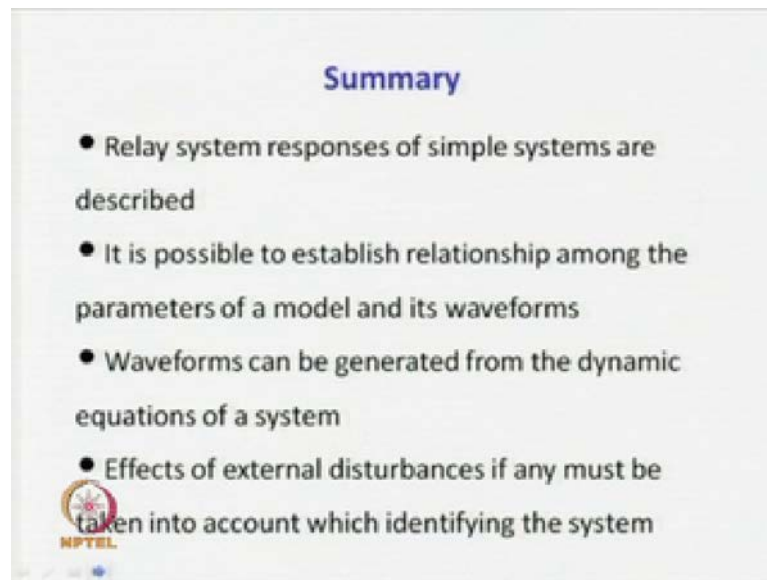 Summary
● Relay system responses of simple systems are
described
● It is possible to establish relationship among the
parameters of a model and its waveforms
● Waveforms can be generated from the dynamic
equations of a system
● Effects of external disturbances if any must be
taken into account which identifying the system
NPTEL